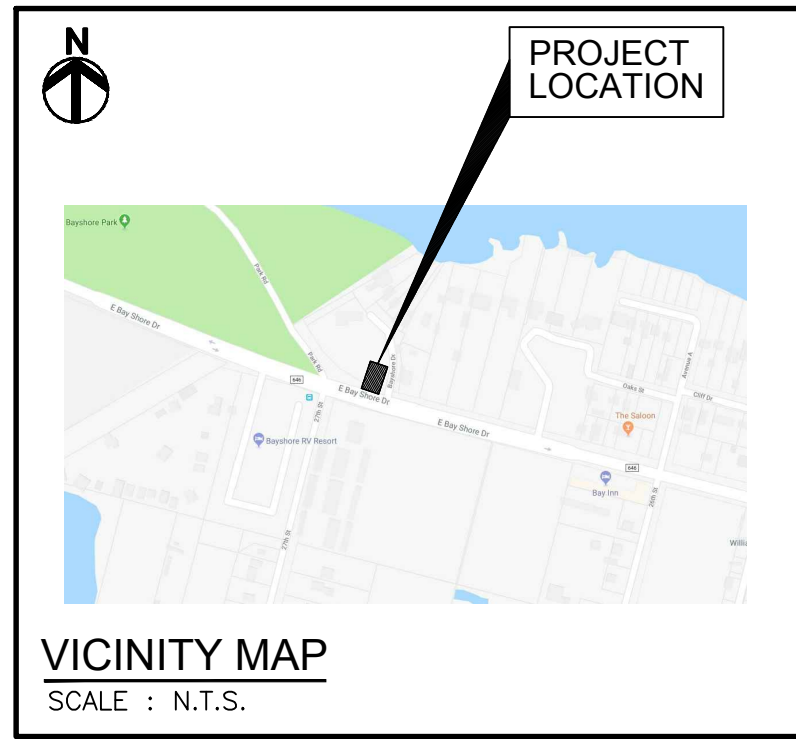 N
PROJECT
LOCATION
Bayshore Park
Park Rd
E Bay Shore Dr
Park Rd
Bayshore Dr
646
E Bay Shore Dr
27th St
Oaks St
Avenue A
Cliff Dr
The Saloon
E Bay Shore Dr
Bayshore RV Resort
646
Bay Inn
26th St
27th St
Willia
VICINITY MAP
SCALE : N.T.S.